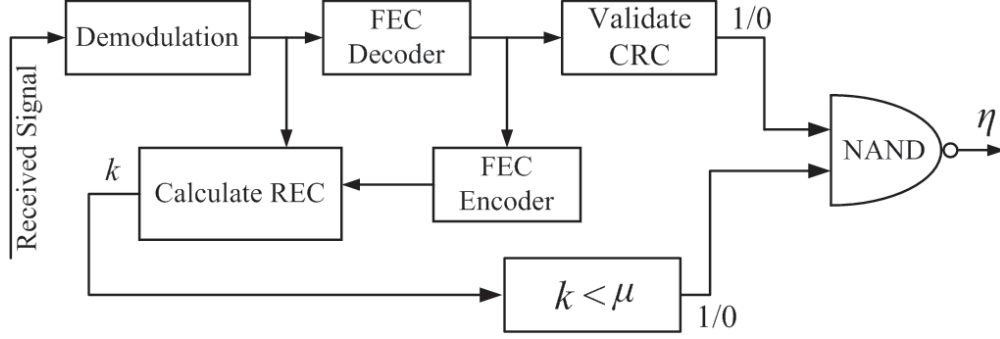 Received Signal
Demodulation
FEC
Decoder
Validate
CRC
1/0
k
Calculate REC
FEC
Encoder
NAND
η
k < μ
1/0